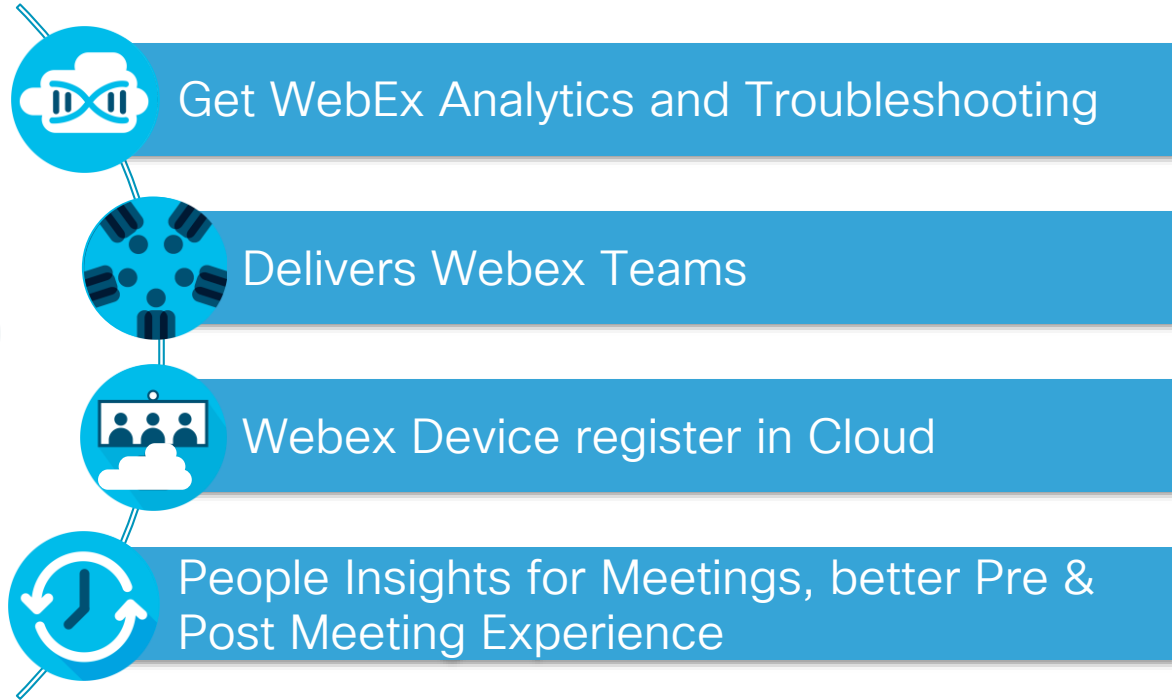 Get WebEx Analytics and Troubleshooting
Delivers Webex Teams
Webex Device register in Cloud
People Insights for Meetings, better Pre &
Post Meeting Experience